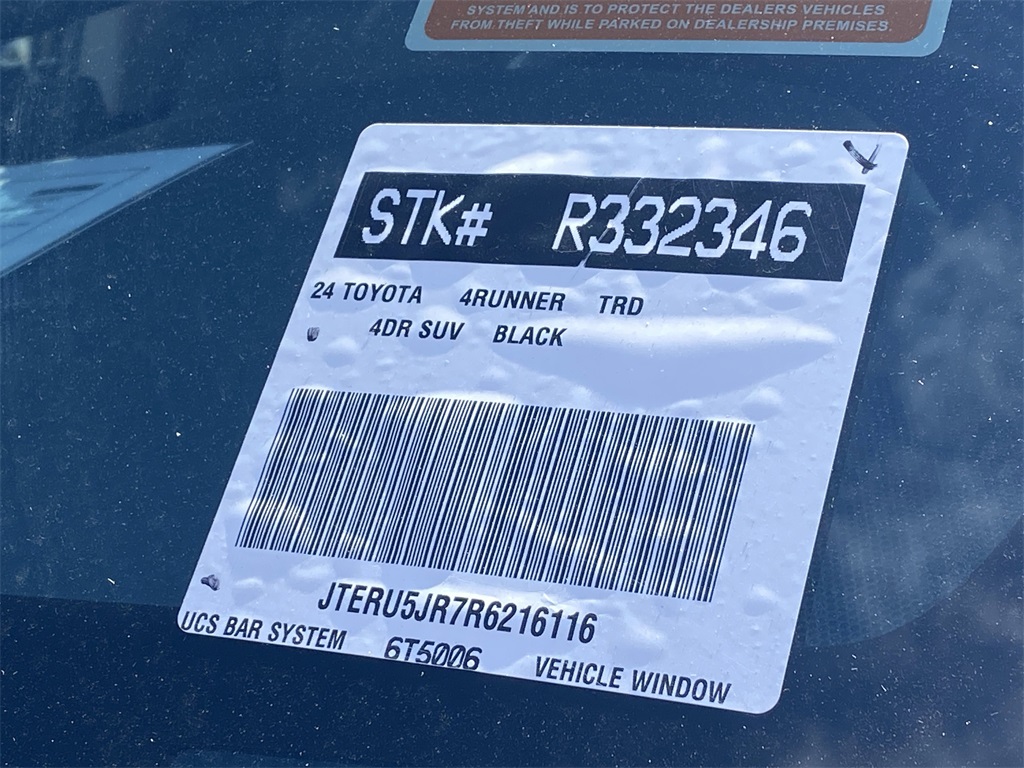 SYSTEM AND IS TO PROTECT THE DEALERS VEHICLES
FROM THEFT WHILE PARKED ON DEALERSHIP PREMISES.
STK# R332346
24 TOYOTA 4RUNNER TRD
4DR SUV BLACK
JTERU5JR7R6216116
UCS BAR SYSTEM 6T5006 VEHICLE WINDOW